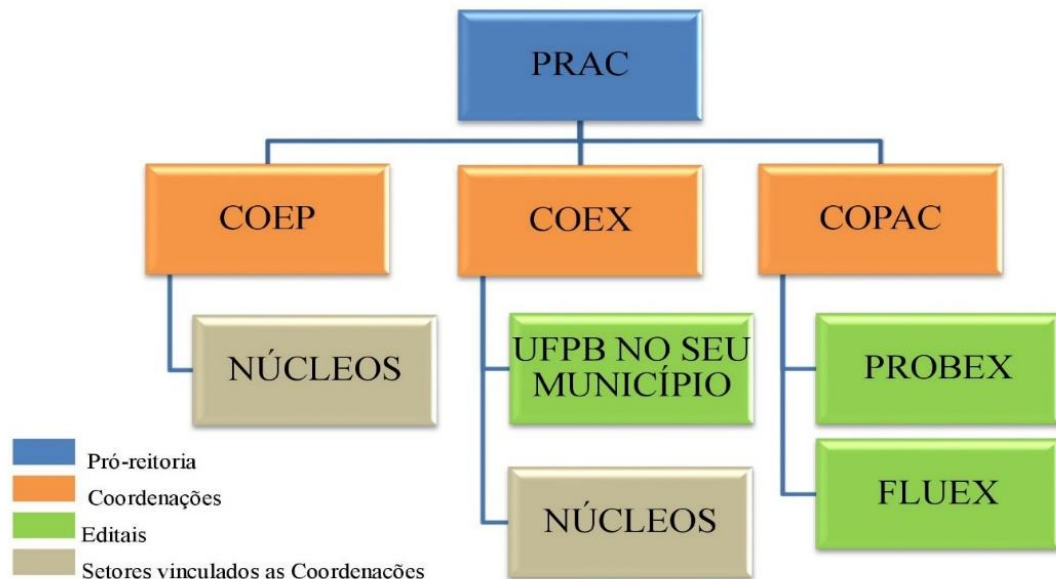 PRAC
COEP
COEX
COPAC
NÚCLEOS
UFPB NO SEU
MUNICÍPIO
PROBEX
NÚCLEOS
FLUEX
Pró-reitoria
Coordenações
Editais
Setores vinculados as Coordenações